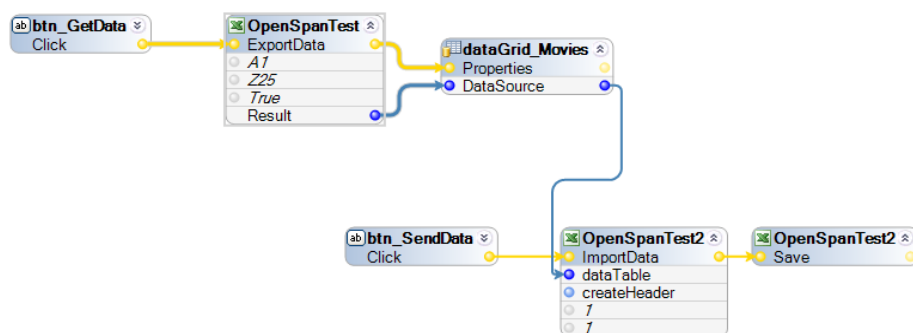 btn_GetData
Click
OpenSpanTest
ExportData
A1
Z25
True
Result
dataGrid_Movies
Properties
DataSource
btn_SendData
Click
OpenSpanTest2
ImportData
dataTable
createHeader
1
1
OpenSpanTest2
Save